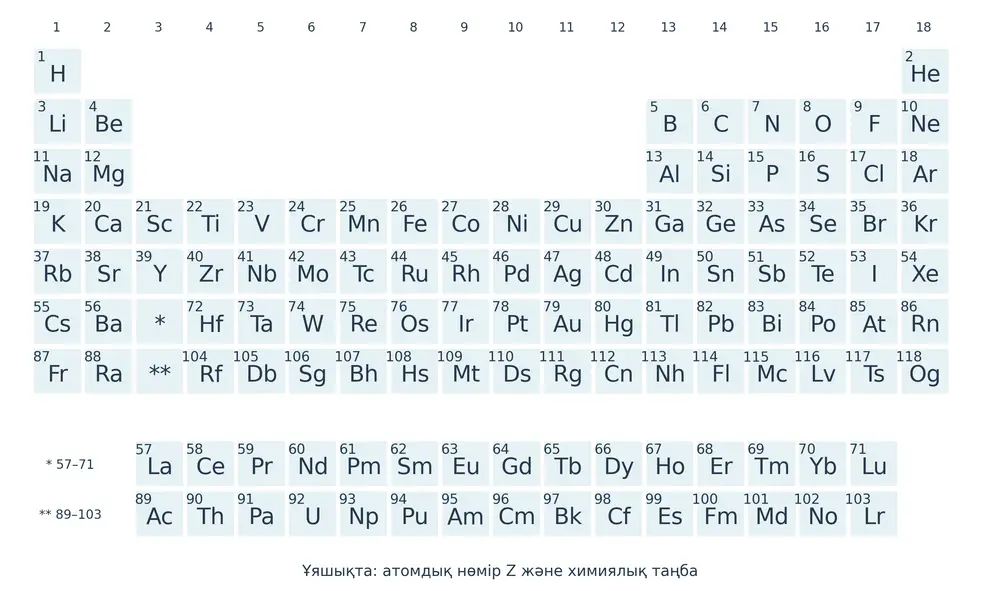 1 2 3 4 5 6 7 8 9 10 11 12 13 14 15 16 17 18
1 H 2 He
3 Li 4 Be 5 B 6 C 7 N 8 O 9 F 10 Ne
11 Na 12 Mg 13 Al 14 Si 15 P 16 S 17 Cl 18 Ar
19 K 20 Ca 21 Sc 22 Ti 23 V 24 Cr 25 Mn 26 Fe 27 Co 28 Ni 29 Cu 30 Zn 31 Ga 32 Ge 33 As 34 Se 35 Br 36 Kr
37 Rb 38 Sr 39 Y 40 Zr 41 Nb 42 Mo 43 Tc 44 Ru 45 Rh 46 Pd 47 Ag 48 Cd 49 In 50 Sn 51 Sb 52 Te 53 I 54 Xe
55 Cs 56 Ba * 72 Hf 73 Ta 74 W 75 Re 76 Os 77 Ir 78 Pt 79 Au 80 Hg 81 Tl 82 Pb 83 Bi 84 Po 85 At 86 Rn
87 Fr 88 Ra ** 104 Rf 105 Db 106 Sg 107 Bh 108 Hs 109 Mt 110 Ds 111 Rg 112 Cn 113 Nh 114 Fl 115 Mc 116 Lv 117 Ts 118 Og
* 57–71 57 La 58 Ce 59 Pr 60 Nd 61 Pm 62 Sm 63 Eu 64 Gd 65 Tb 66 Dy 67 Ho 68 Er 69 Tm 70 Yb 71 Lu
** 89–103 89 Ac 90 Th 91 Pa 92 U 93 Np 94 Pu 95 Am 96 Cm 97 Bk 98 Cf 99 Es 100 Fm 101 Md 102 No 103 Lr
Ұяшықта: атомдық нөмір Z және химиялық таңба